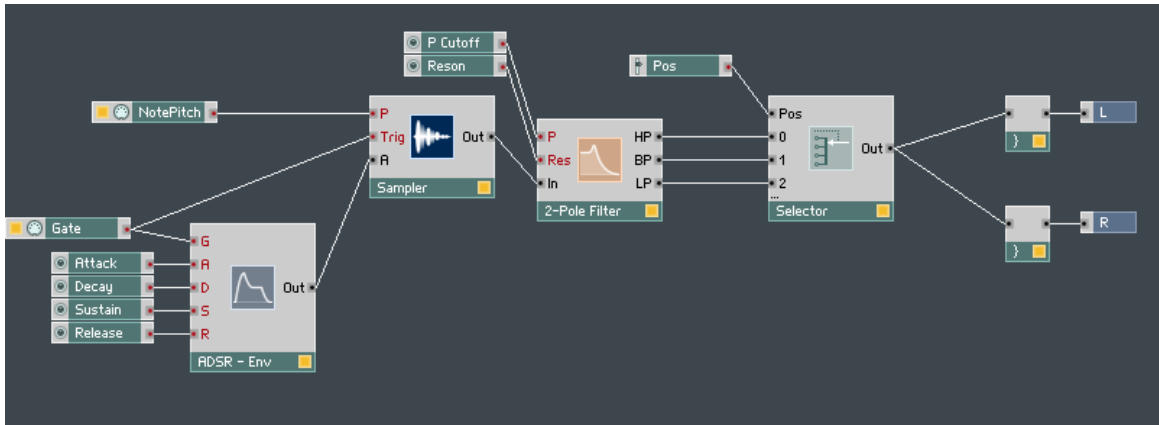 P Cutoff
Reson
Pos
NotePitch
P
Trig
A
Out
Sampler
P
Res
In
HP
BP
LP
2-Pole Filter
Pos
0
1
2
...
Out
Selector
}
L
}
R
Gate
Attack
Decay
Sustain
Release
G
A
D
S
R
Out
ADSR - Env